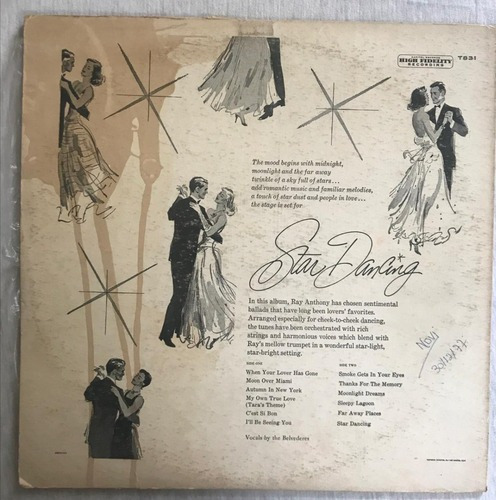 HIGH FIDELITY
RECORDING
T831
The mood begins with midnight,
moonlight and the far away
twinkle of a sky full of stars...
add romantic music and familiar melodies,
a touch of star dust and people in love...
the stage is set for
Star Dancing
In this album, Ray Anthony has chosen sentimental
ballads that have long been lovers' favorites.
Arranged especially for cheek-to-cheek dancing,
the tunes have been orchestrated with rich
strings and harmonious voices which blend with
Ray's mellow trumpet in a wonderful star-light,
star-bright setting.
SIDE ONE
When Your Lover Has Gone
Moon Over Miami
Autumn In New York
My Own True Love
(Tara's Theme)
C'est Si Bon
I'll Be Seeing You
SIDE TWO
Smoke Gets In Your Eyes
Thanks For The Memory
Moonlight Dreams
Sleepy Lagoon
Far Away Places
Star Dancing
Vocals by the Belvederes